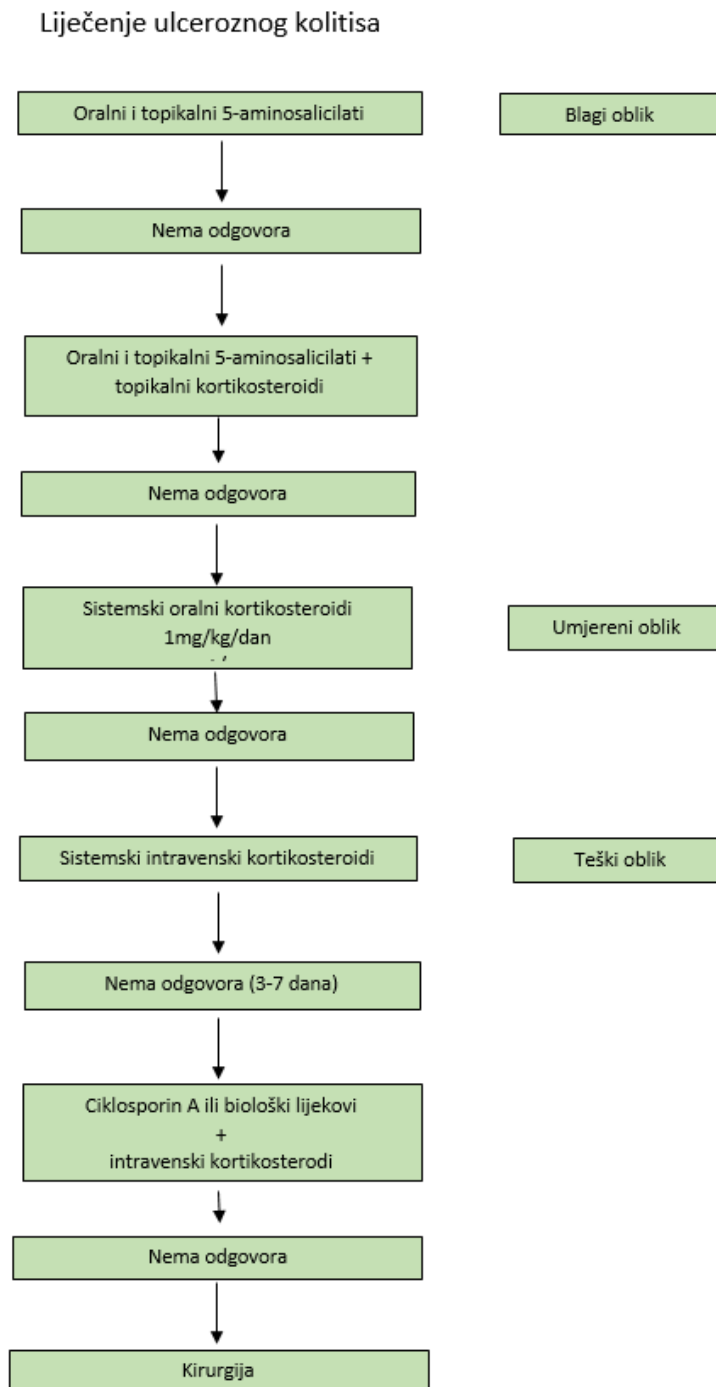 Liječenje ulceroznog kolitisa
Oralni i topikalni 5-aminosalicilati
Blagi oblik
Nema odgovora
Oralni i topikalni 5-aminosalicilati +
topikalni kortikosteroidi
Nema odgovora
Sistemski oralni kortikosteroidi
1mg/kg/dan
Umjereni oblik
Nema odgovora
Sistemski intravenski kortikosteroidi
Teški oblik
Nema odgovora (3-7 dana)
Ciklosporin A ili biološki lijekovi
+
intravenski kortikosterodi
Nema odgovora
Kirurgija